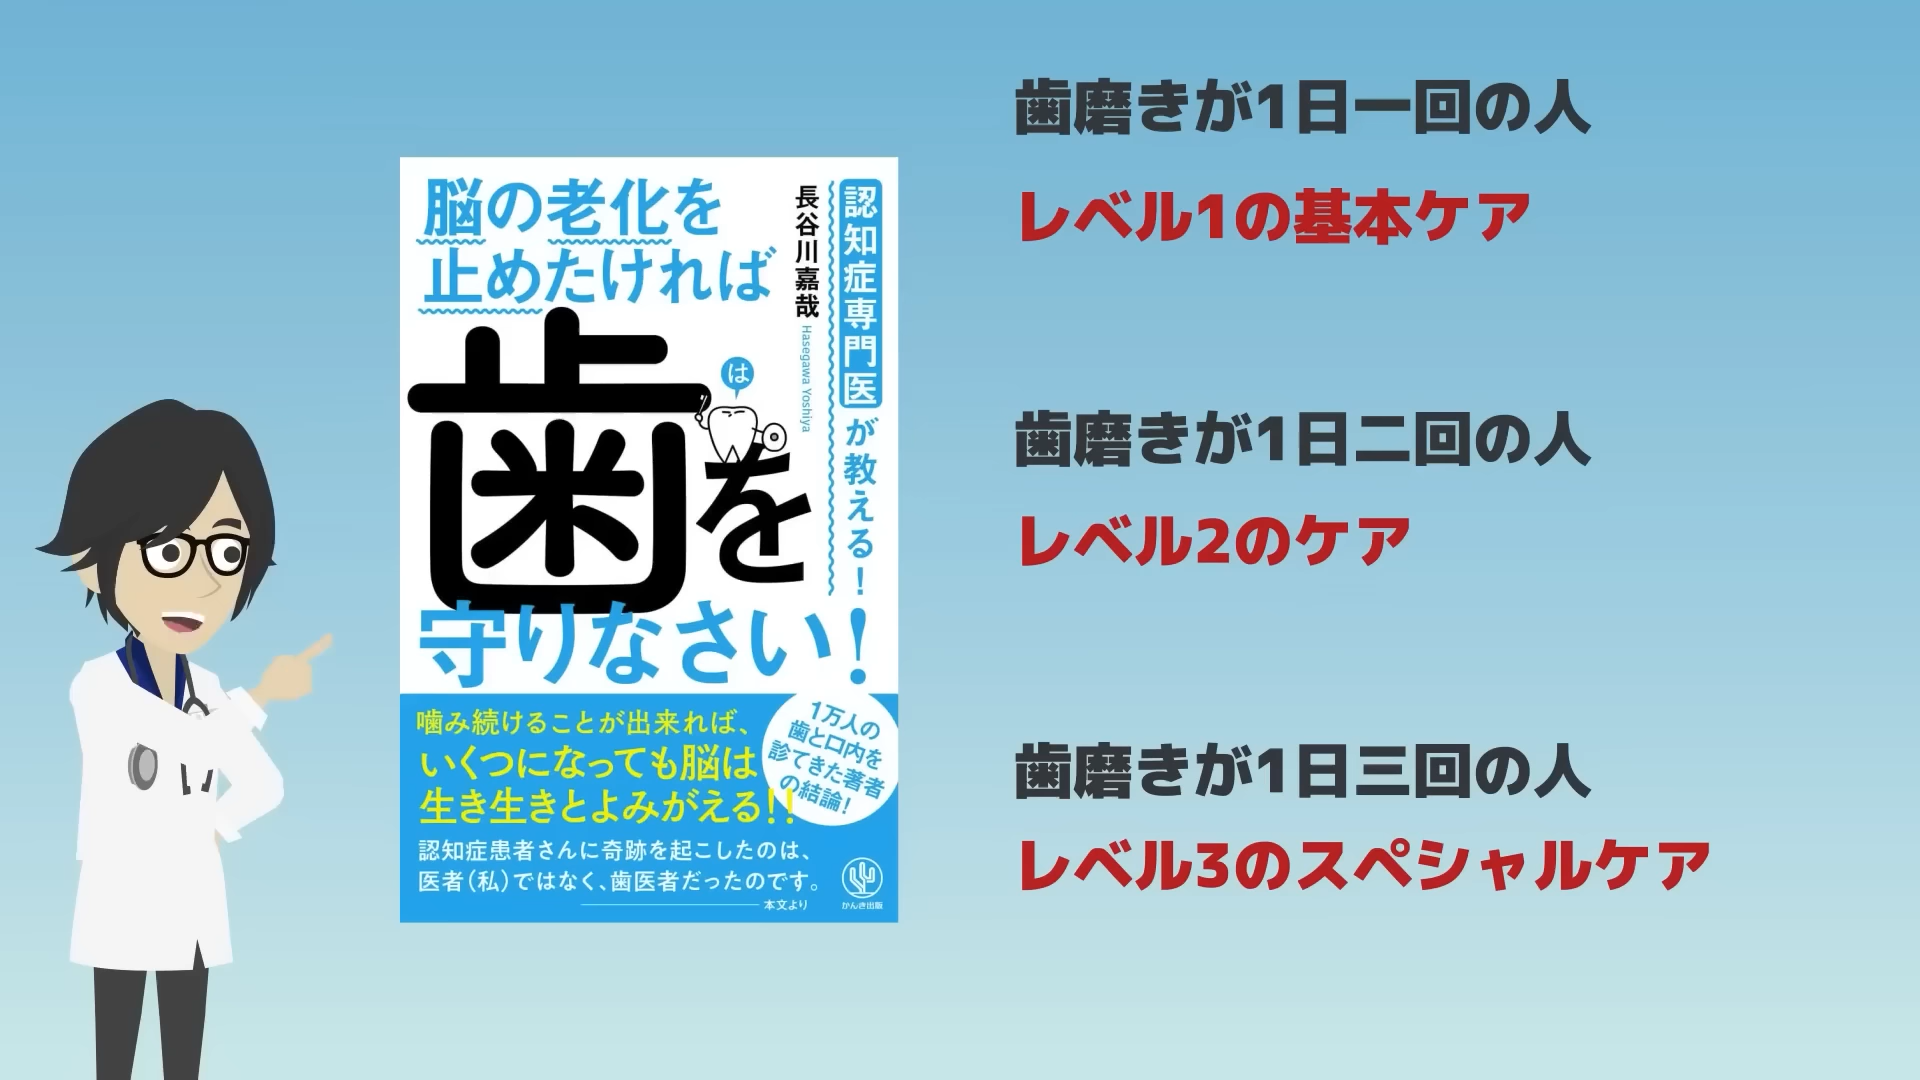 認知症専門医が教える！
長谷川嘉哉
Hasegawa Yoshiya
脳の老化を
止めたければ
歯を
は
守りなさい！
噛み続けることが出来れば、
いくつになっても脳は
生き生きとよみがえる！！
1万人の
歯と口内を
診てきた著者
の結論！
認知症患者さんに奇跡を起こしたのは、
医者（私）ではなく、歯医者だったのです。
本文より
かんき出版
歯磨きが1日一回の人
レベル1の基本ケア
歯磨きが1日二回の人
レベル2のケア
歯磨きが1日三回の人
レベル3のスペシャルケア